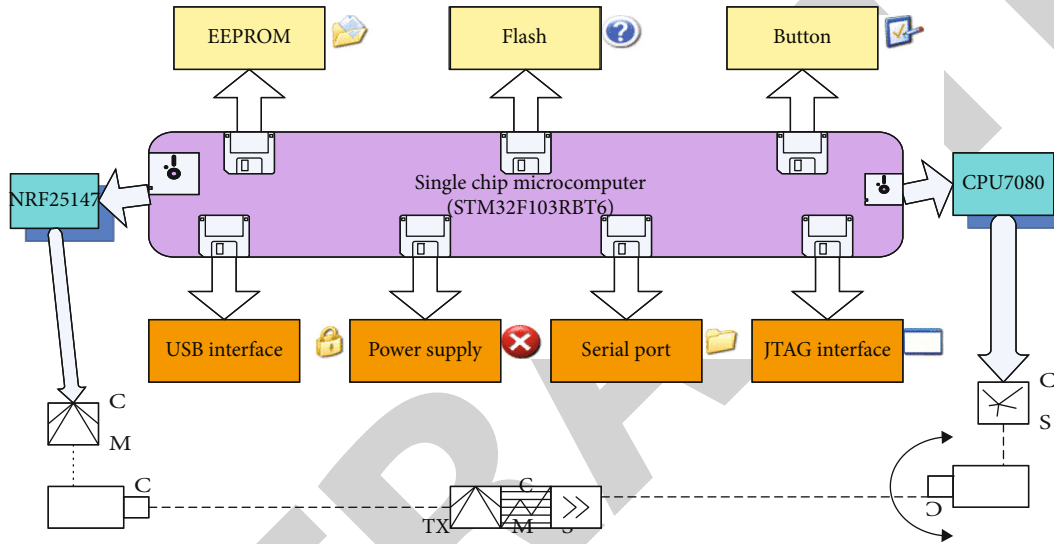 EEPROM
Flash
Button
NRF25147
Single chip microcomputer
(STM32F103RBT6)
CPU7080
USB interface
Power supply
Serial port
JTAG interface
C
M
C
S
C
TX
C
M
S
C